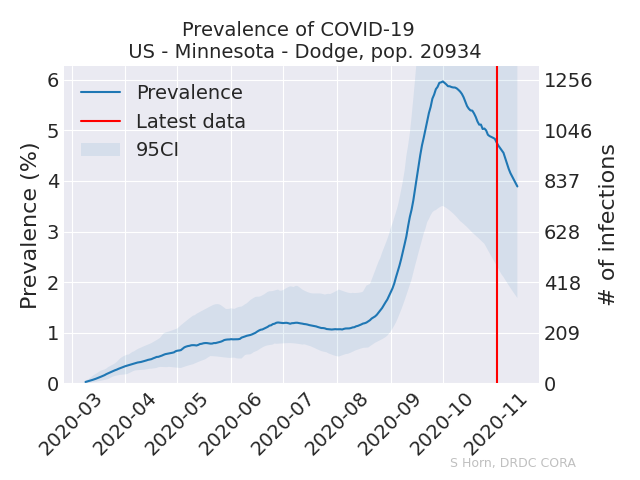 Prevalence of COVID-19
US - Minnesota - Dodge, pop. 20934
Prevalence
Latest data
95CI
Prevalence (%)
6
5
4
3
2
1
0
1256
1046
837
628
418
209
0
# of infections
2020-03
2020-04
2020-05
2020-06
2020-07
2020-08
2020-09
2020-10
2020-11
S Horn, DRDC CORA